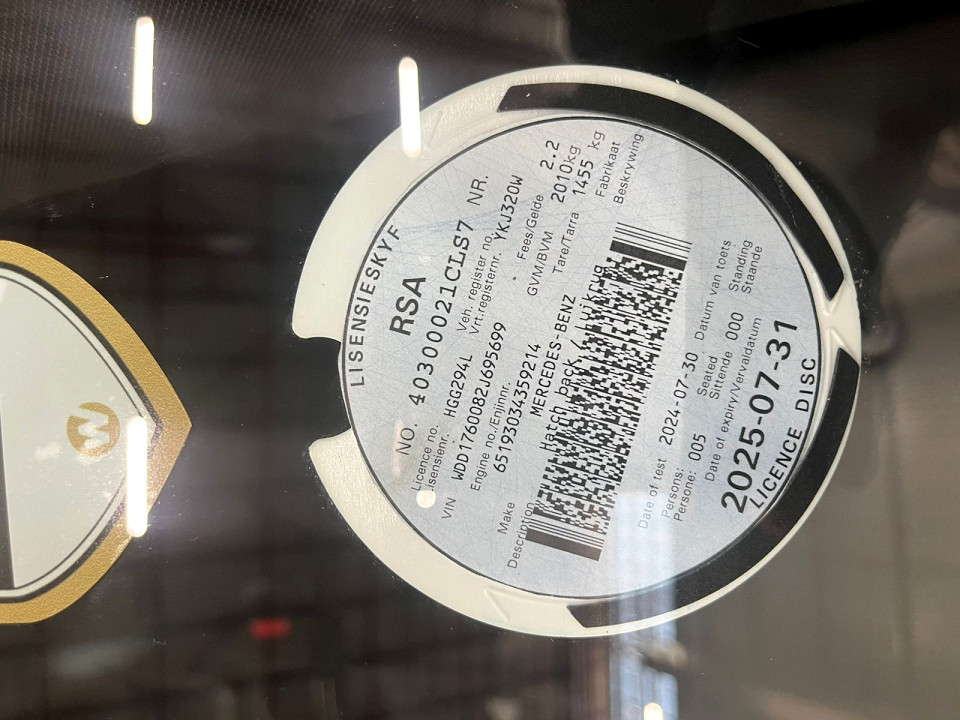 LISENSIESKYF
RSA
NO. 40300021CLS7 NR.
Licence no. HGG294L Veh. register no. YKJ320W
Lisensienr. Vrt.registernr.
VIN WDD1760082J695699 Fees/Gelde 2.2
Engine no./Enjinnr. GVM/BVM 2010kg
65193034359214 Tare/Tarra 1455 kg
Make MERCEDES-BENZ Fabrikaat
Description Hatch back / Luikrug Beskrywing
Date of test 2024-07-30 Datum van toets
Persons: 005 Seated 000 Standing
Persone: Sittende Staande
Date of expiry/Vervaldatum
2025-07-31
LICENCE DISC
W